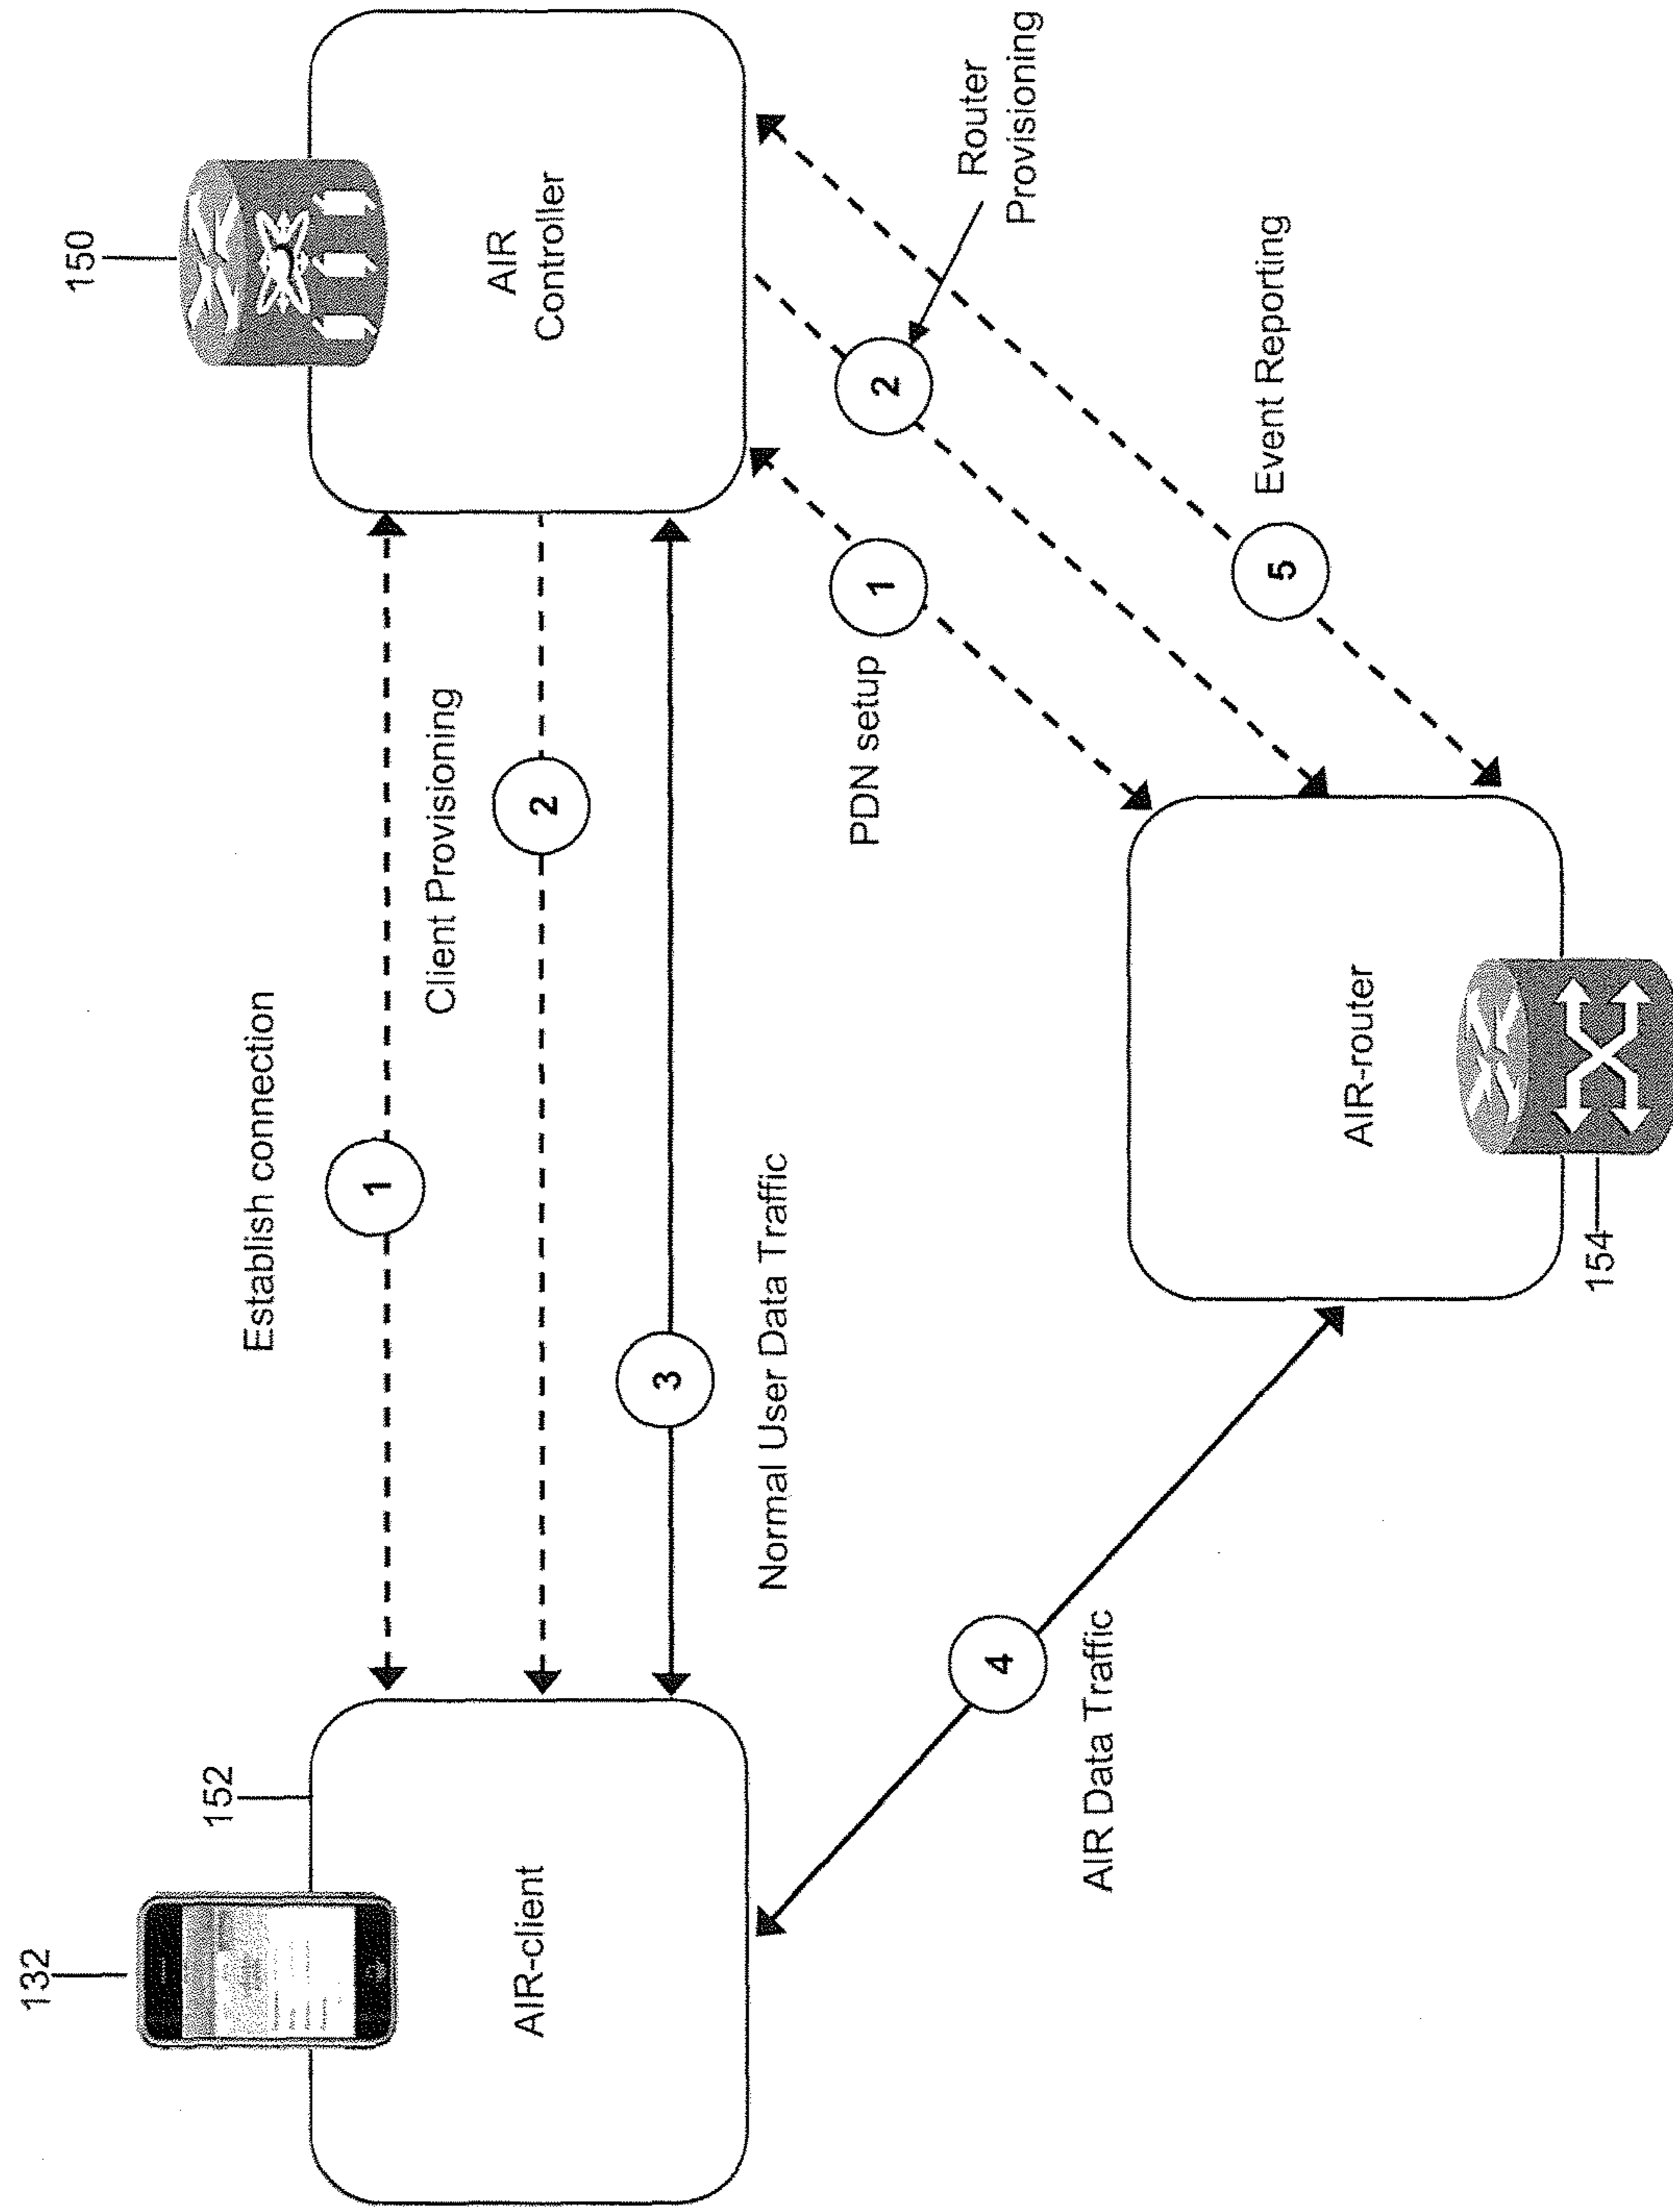 132
152
150
AIR-client
Establish connection
1
Client Provisioning
2
3
Normal User Data Traffic
AIR
Controller
4
AIR Data Traffic
PDN setup
1
2
Router
Provisioning
5
Event Reporting
AIR-router
154